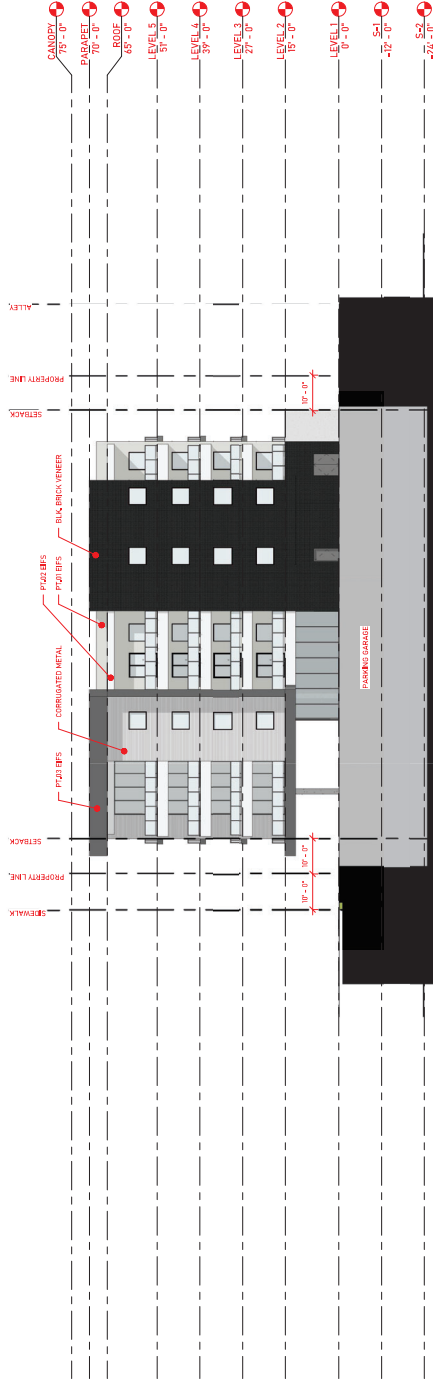 CANOPY
75' - 0"
PARAPET
70' - 0"
ROOF
65' - 0"
LEVEL 5
51' - 0"
LEVEL 4
39' - 0"
LEVEL 3
27' - 0"
LEVEL 2
15' - 0"
LEVEL 1
0' - 0"
S-1
-12' - 0"
S-2
-24' - 0"
ALLEY
PROPERTY LINE
10' - 0"
SETBACK
BLK. BRICK VENEER
PT.02 EIFS
PT.01 EIFS
CORRUGATED METAL
PT.03 EIFS
PARKING GARAGE
SETBACK
10' - 0"
PROPERTY LINE
10' - 0"
SIDEWALK